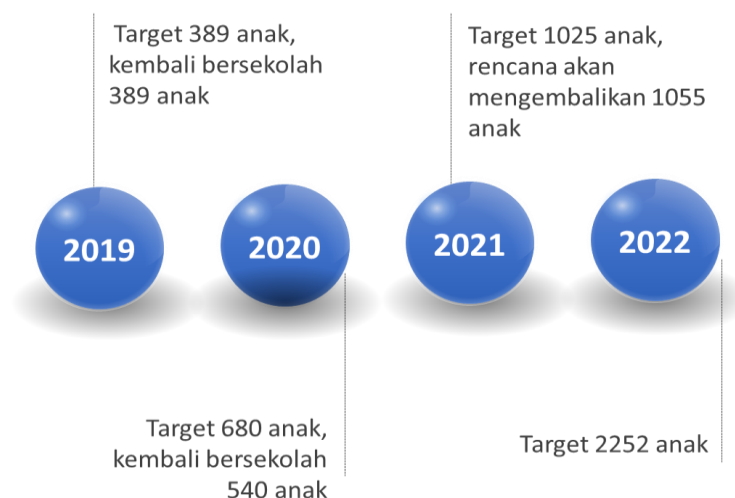 Target 389 anak,
kembali bersekolah
389 anak
Target 1025 anak,
rencana akan
mengembalikan 1055
anak
2019
2020
2021
2022
Target 680 anak,
kembali bersekolah
540 anak
Target 2252 anak